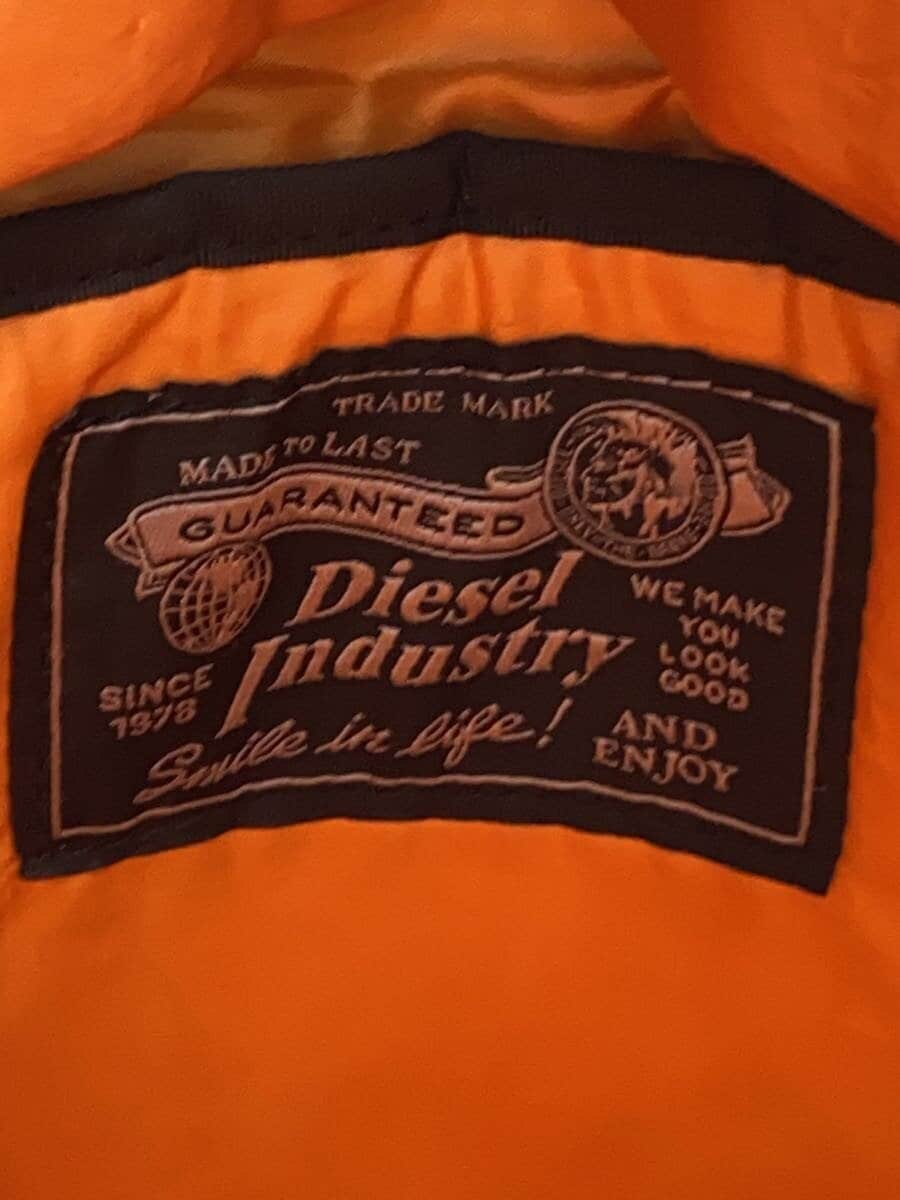 TRADE MARK
MADE TO LAST
GUARANTEED
Diesel
Industry
WE MAKE
YOU
LOOK
GOOD
AND
ENJOY
SINCE
1978
Smile in life!